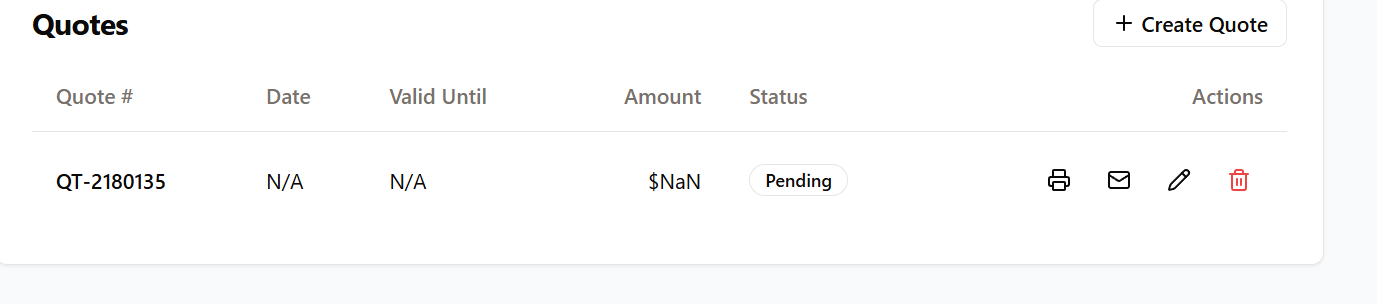 Quotes
+ Create Quote
Quote # Date Valid Until Amount Status Actions
QT-2180135 N/A N/A $NaN Pending